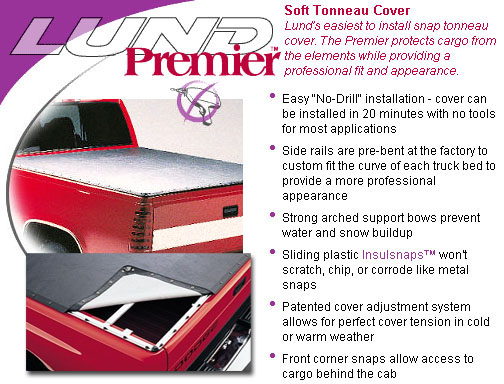 LUND
Premier™
Soft Tonneau Cover
Lund's easiest to install snap tonneau
cover. The Premier protects cargo from
the elements while providing a
professional fit and appearance.
• Easy "No-Drill" installation - cover can
be installed in 20 minutes with no tools
for most applications
• Side rails are pre-bent at the factory to
custom fit the curve of each truck bed to
provide a more professional
appearance
• Strong arched support bows prevent
water and snow buildup
• Sliding plastic Insulsnaps™ won't
scratch, chip, or corrode like metal
snaps
• Patented cover adjustment system
allows for perfect cover tension in cold
or warm weather
• Front corner snaps allow access to
cargo behind the cab
DODGE